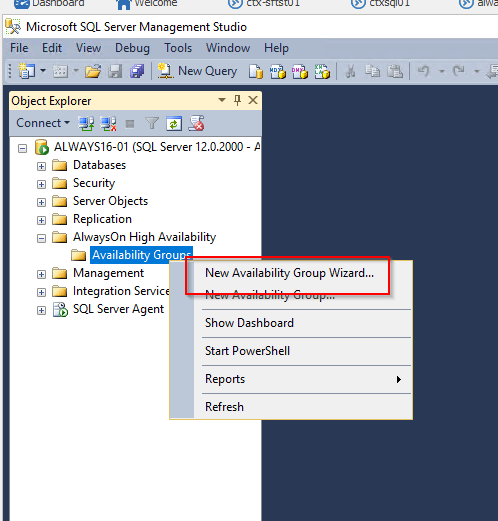 Dashboard Welcome ctx-sftst01 ctxsql01
Microsoft SQL Server Management Studio
File Edit View Debug Tools Window Help
New Query
Object Explorer
Connect
ALWAYS16-01 (SQL Server 12.0.2000 - A
Databases
Security
Server Objects
Replication
AlwaysOn High Availability
Availability Groups
Management
Integration Service
SQL Server Agent
New Availability Group Wizard...
New Availability Group...
Show Dashboard
Start PowerShell
Reports
Refresh